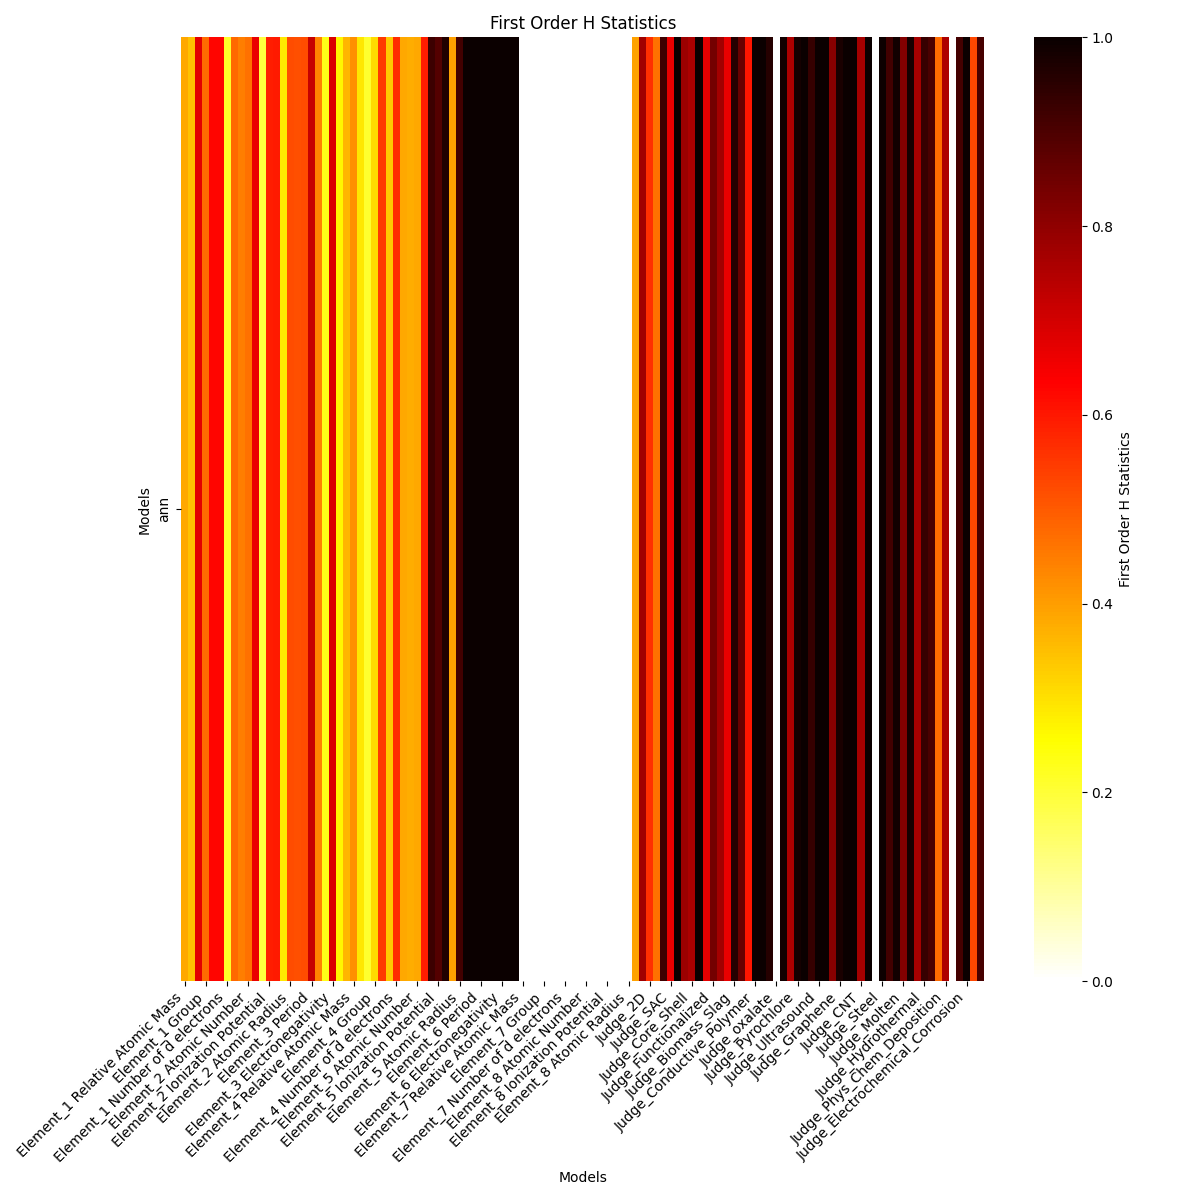 First Order H Statistics
Models
ann
Element_1 Relative Atomic Mass
Element_1 Group
Element_1 Number of d electrons
Element_2 Atomic Number
Element_2 Ionization Potential
Element_2 Atomic Radius
Element_3 Period
Element_3 Electronegativity
Element_4 Relative Atomic Mass
Element_4 Group
Element_4 Number of d electrons
Element_5 Atomic Number
Element_5 Ionization Potential
Element_5 Atomic Radius
Element_6 Period
Element_6 Electronegativity
Element_7 Relative Atomic Mass
Element_7 Group
Element_7 Number of d electrons
Element_8 Atomic Number
Element_8 Ionization Potential
Element_8 Atomic Radius
Judge_2D
Judge_SAC
Judge_Core_Shell
Judge_Functionalized
Judge_Biomass_Slag
Judge_Conductive_Polymer
Judge_oxalate
Judge_Pyrochlore
Judge_Ultrasound
Judge_Graphene
Judge_CNT
Judge_Steel
Judge_Molten
Judge_Hydrothermal
Judge_Phys_Chem_Deposition
Judge_Electrochemical_Corrosion
Models
1.0
0.8
0.6
0.4
0.2
0.0
First Order H Statistics